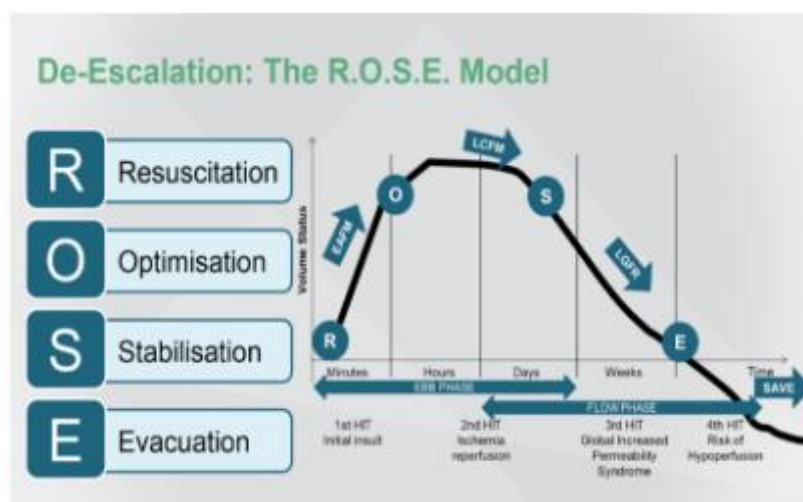 De-Escalation: The R.O.S.E. Model
R Resuscitation
O Optimisation
S Stabilisation
E Evacuation
Volume Status
EAFM
LCFM
LGFR
R
O
S
E
Minutes Hours Days Weeks Time
EBB PHASE
SAVE
FLOW PHASE
1st HIT
Initial insult
2nd HIT
Ischemia
reperfusion
3rd HIT
Global Increased
Permeability
Syndrome
4th HIT
Risk of
Hypoperfusion